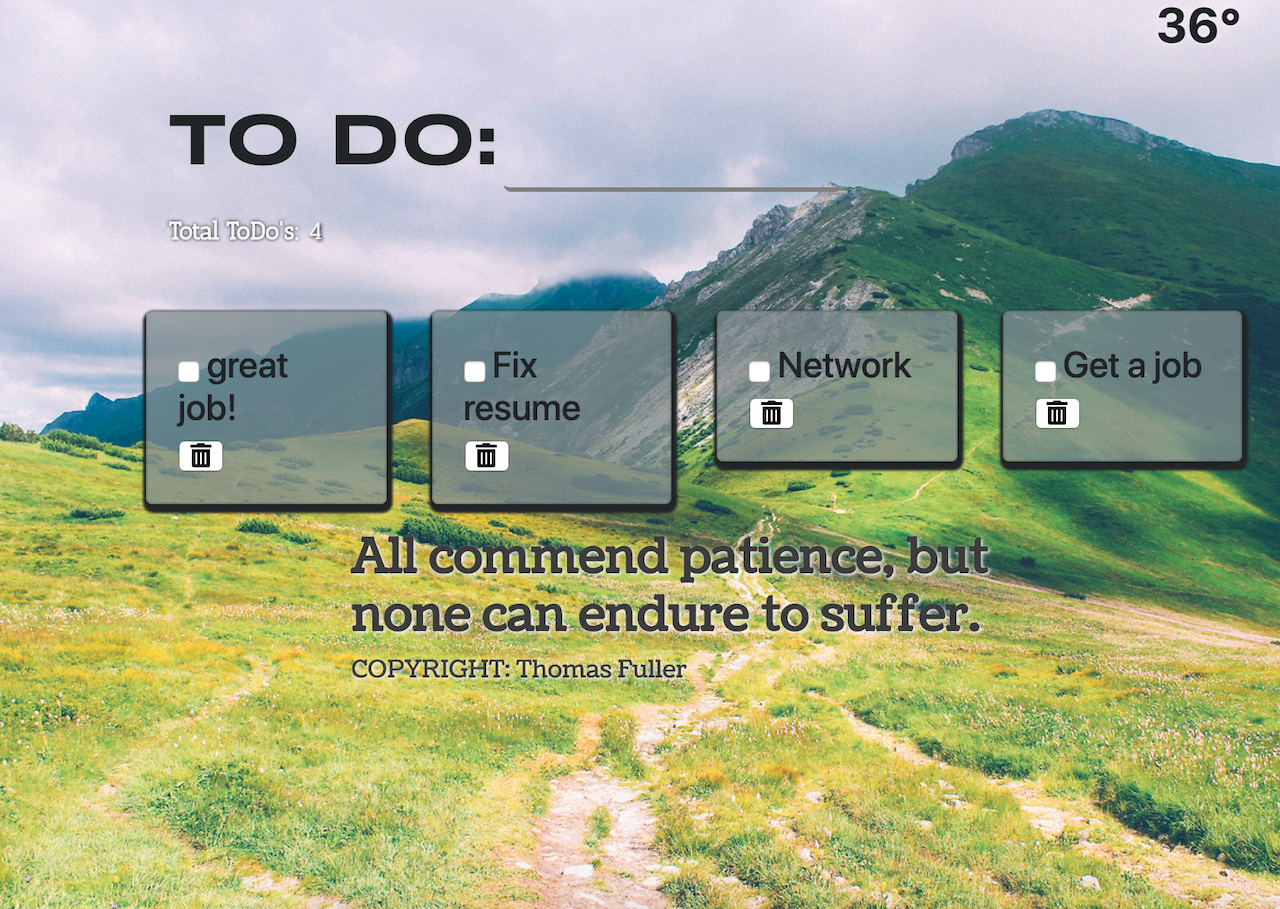 36°
TO DO:
Total ToDo's: 4
great
job!
Fix
resume
Network
Get a job
All commend patience, but
none can endure to suffer.
COPYRIGHT: Thomas Fuller